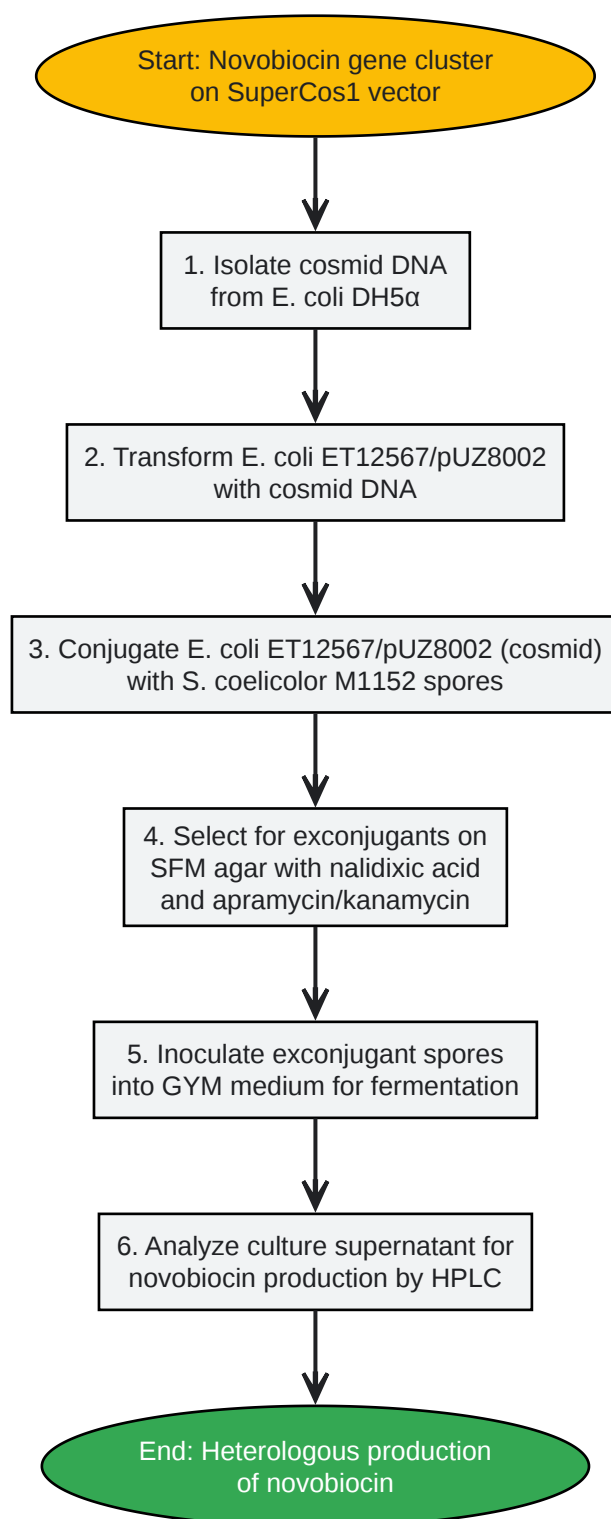 Start: Novobiocin gene cluster
on SuperCos1 vector
1. Isolate cosmid DNA
from E. coli DH5α
2. Transform E. coli ET12567/pUZ8002
with cosmid DNA
3. Conjugate E. coli ET12567/pUZ8002 (cosmid)
with S. coelicolor M1152 spores
4. Select for exconjugants on
SFM agar with nalidixic acid
and apramycin/kanamycin
5. Inoculate exconjugant spores
into GYM medium for fermentation
6. Analyze culture supernatant for
novobiocin production by HPLC
End: Heterologous production
of novobiocin